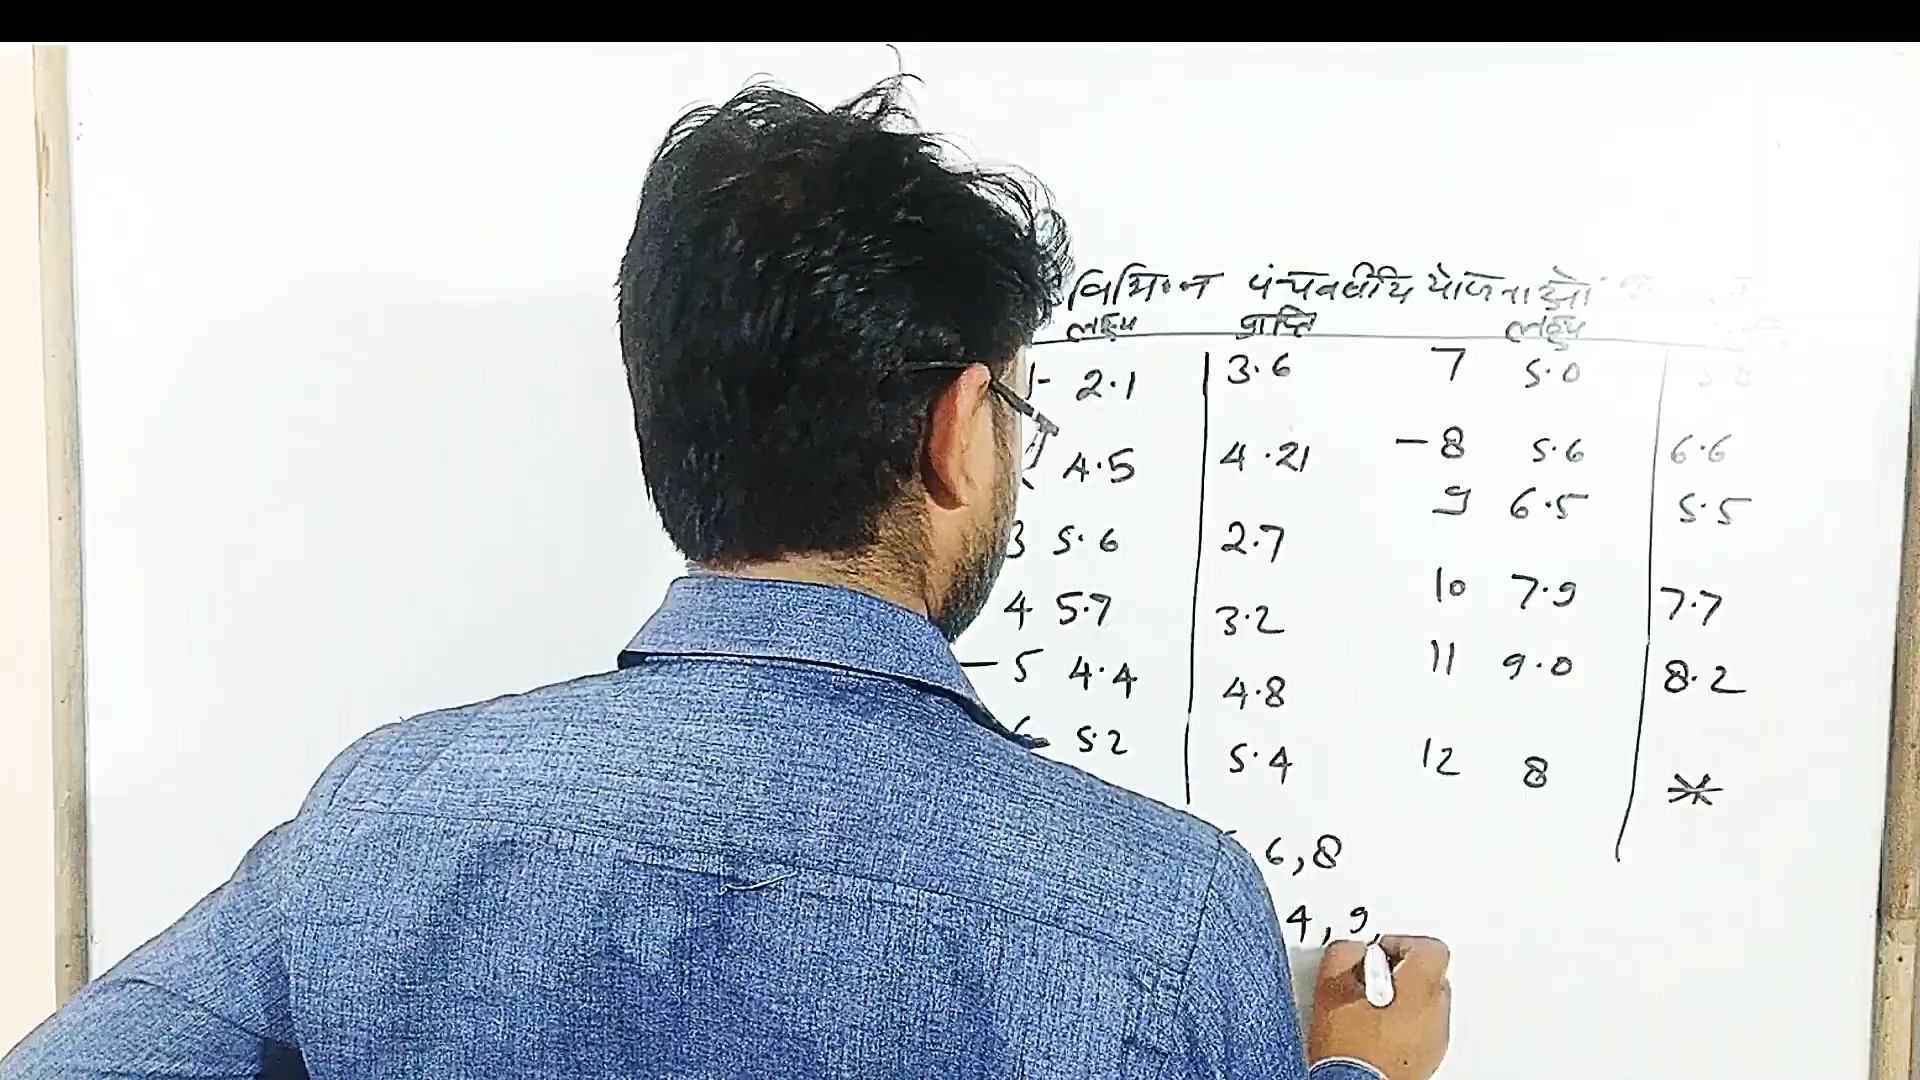 विभिन्न पंचवर्षीय योजनाओं
लक्ष्य प्राप्ति लक्ष्य
1- 2.1 3.6 7 5.0
4.5 4.21 -8 5.6 6.6
3 5.6 2.7 9 6.5 5.5
4 5.7 3.2 10 7.9 7.7
-5 4.4 4.8 11 9.0 8.2
6 5.2 5.4 12 8 *
6,8
4,9,